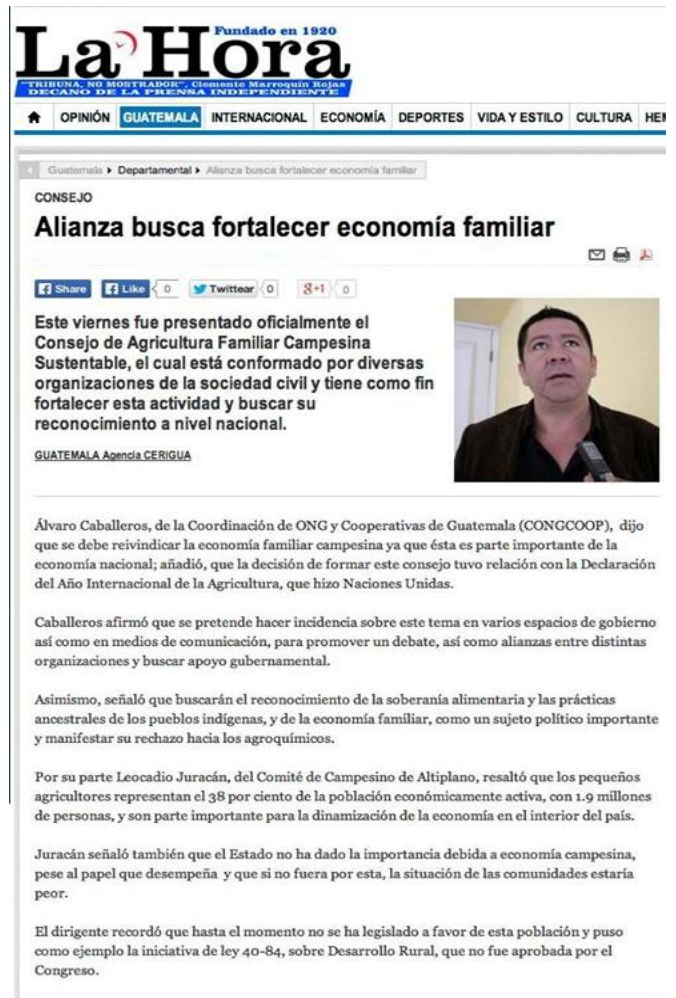 Fundado en 1920
La Hora
"TRIBUNA, NO MOSTRADOR", Clemente Marroquín Rojas
DECANO DE LA PRENSA INDEPENDIENTE
OPINIÓN GUATEMALA INTERNACIONAL ECONOMÍA DEPORTES VIDA Y ESTILO CULTURA HEM
Guatemala Departamental Alianza busca fortalecer economía familiar
CONSEJO
Alianza busca fortalecer economía familiar
Share Like 0 Twittear 0 g+1 0
Este viernes fue presentado oficialmente el
Consejo de Agricultura Familiar Campesina
Sustentable, el cual está conformado por diversas
organizaciones de la sociedad civil y tiene como fin
fortalecer esta actividad y buscar su
reconocimiento a nivel nacional.
GUATEMALA Agencia CERIGUA
Álvaro Caballeros, de la Coordinación de ONG y Cooperativas de Guatemala (CONGCOOP), dijo
que se debe reivindicar la economía familiar campesina ya que ésta es parte importante de la
economía nacional; añadió, que la decisión de formar este consejo tuvo relación con la Declaración
del Año Internacional de la Agricultura, que hizo Naciones Unidas.
Caballeros afirmó que se pretende hacer incidencia sobre este tema en varios espacios de gobierno
así como en medios de comunicación, para promover un debate, así como alianzas entre distintas
organizaciones y buscar apoyo gubernamental.
Asimismo, señaló que buscarán el reconocimiento de la soberanía alimentaria y las prácticas
ancestrales de los pueblos indígenas, y de la economía familiar, como un sujeto político importante
y manifestar su rechazo hacia los agroquímicos.
Por su parte Leocadio Juracán, del Comité de Campesino de Altiplano, resaltó que los pequeños
agricultores representan el 38 por ciento de la población económicamente activa, con 1.9 millones
de personas, y son parte importante para la dinamización de la economía en el interior del país.
Juracán señaló también que el Estado no ha dado la importancia debida a economía campesina,
pese al papel que desempeña y que si no fuera por esta, la situación de las comunidades estaría
peor.
El dirigente recordó que hasta el momento no se ha legislado a favor de esta población y puso
como ejemplo la iniciativa de ley 40-84, sobre Desarrollo Rural, que no fue aprobada por el
Congreso.